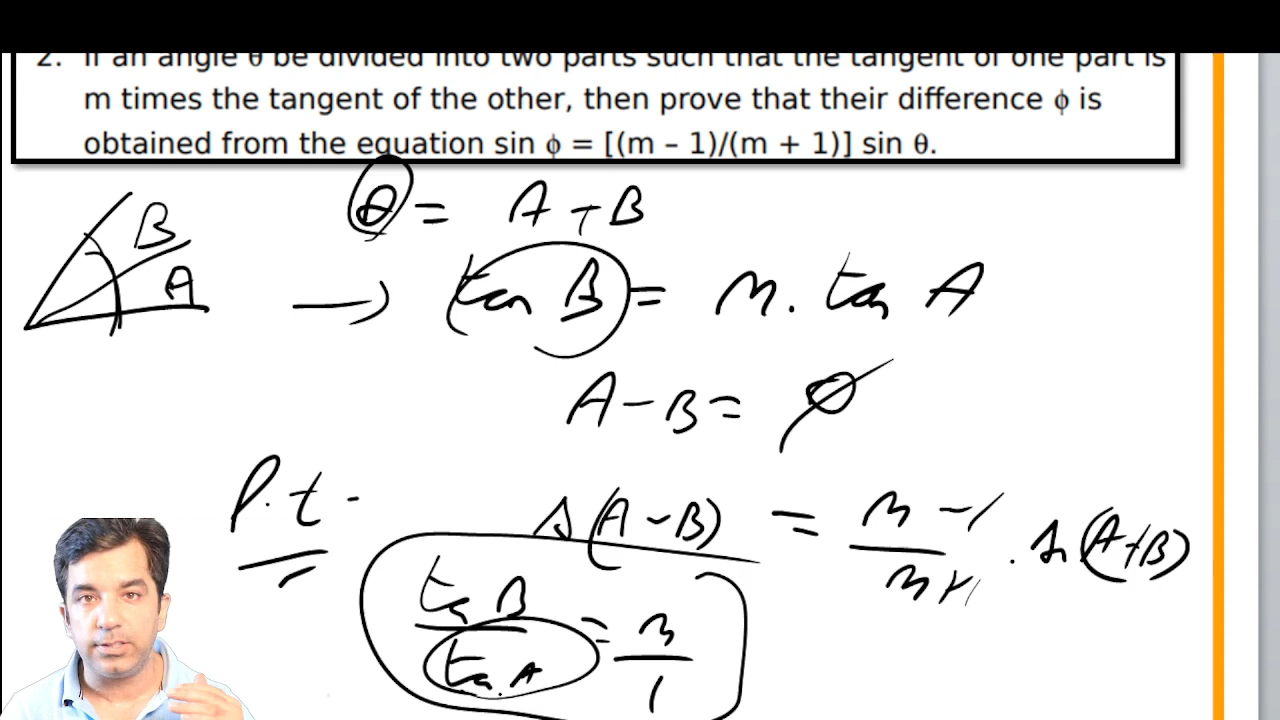 2. If an angle θ be divided into two parts such that the tangent of one part is
m times the tangent of the other, then prove that their difference ϕ is
obtained from the equation sin ϕ = [(m – 1)/(m + 1)] sin θ.
θ = A + B
B
A
tan B = m. tan A
A - B = ϕ
P.t -
s(A - B) = m - 1 / m + 1 . s(A + B)
tan B / tan A = m / 1